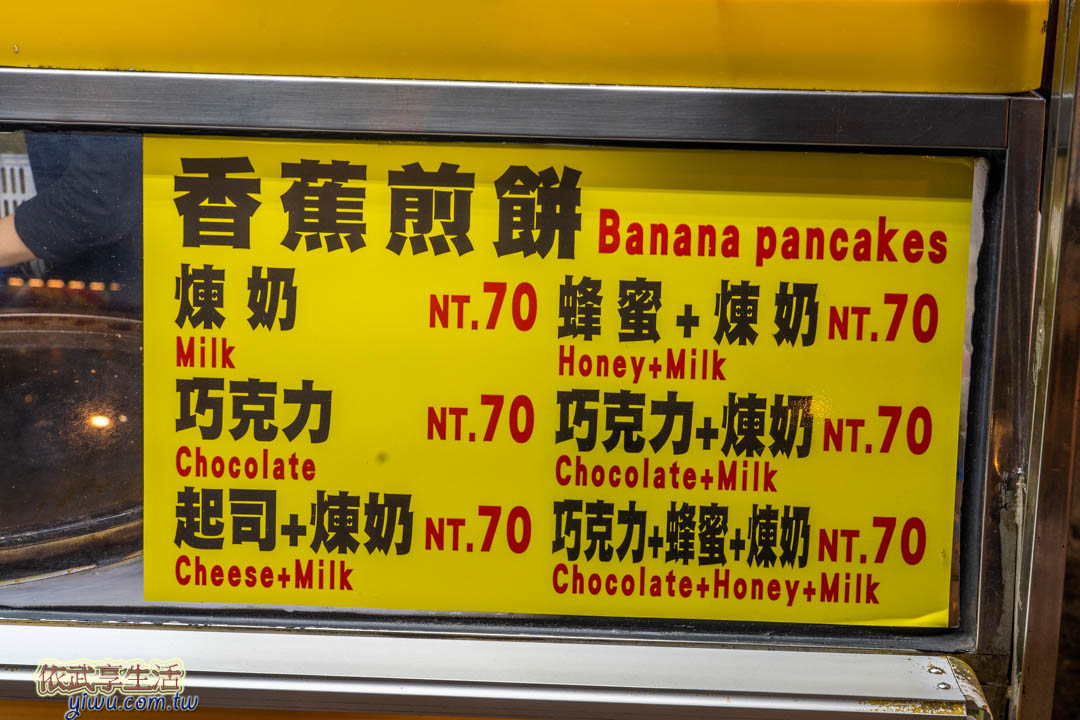 香蕉煎餅 Banana pancakes
煉奶 NT.70
Milk
巧克力 NT.70
Chocolate
起司+煉奶 NT.70
Cheese+Milk
蜂蜜+煉奶 NT.70
Honey+Milk
巧克力+煉奶 NT.70
Chocolate+Milk
巧克力+蜂蜜+煉奶 NT.70
Chocolate+Honey+Milk
依武享生活
yiwu.com.tw